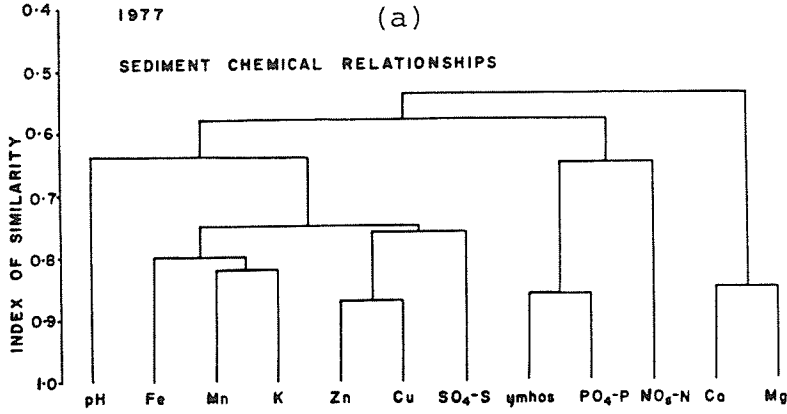 1977
(a)
SEDIMENT CHEMICAL RELATIONSHIPS
INDEX OF SIMILARITY
0·4
0·5
0·6
0·7
0·8
0·9
1·0
pH Fe Mn K Zn Cu SO₄-S ymhos PO₄-P NO₃-N Ca Mg